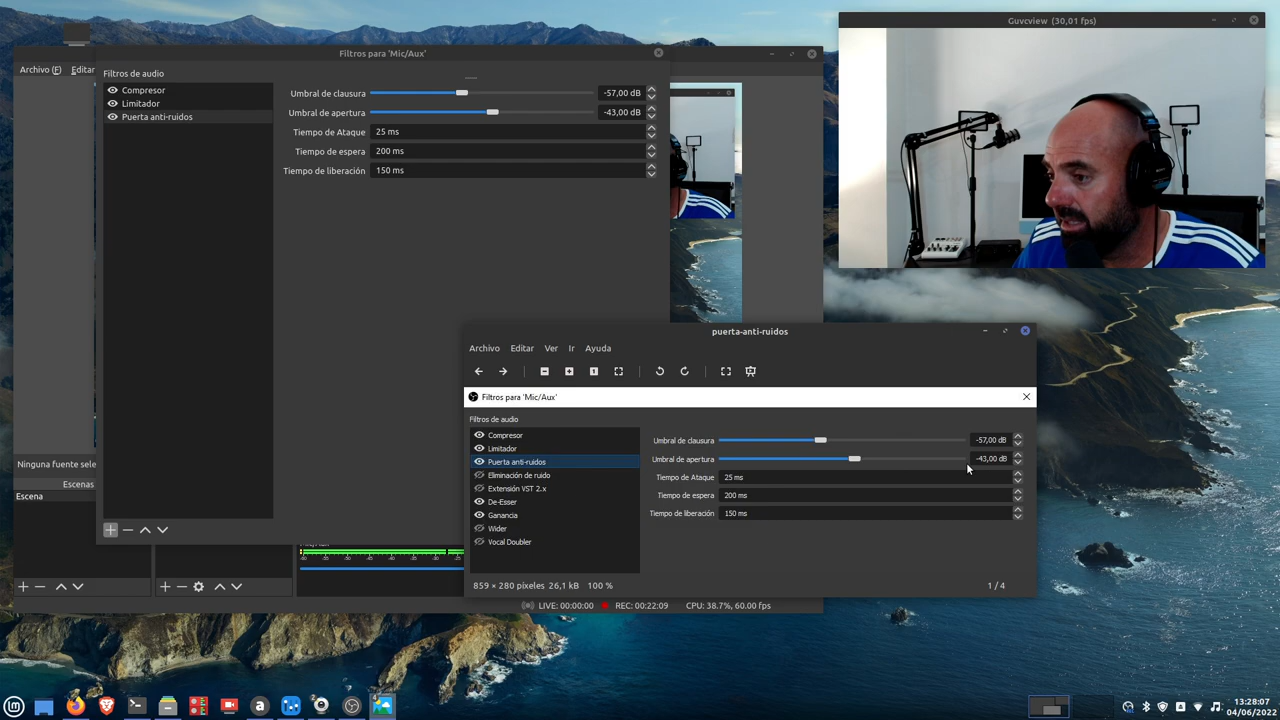 Guvcview (30,01 fps)
Filtros para 'Mic/Aux'
Archivo (F) Editar
Filtros de audio
Compresor
Limitador
Puerta anti-ruidos
Umbral de clausura -57,00 dB
Umbral de apertura -43,00 dB
Tiempo de Ataque 25 ms
Tiempo de espera 200 ms
Tiempo de liberación 150 ms
puerta-anti-ruidos
Archivo Editar Ver Ir Ayuda
Filtros para 'Mic/Aux'
Filtros de audio
Compresor
Limitador
Puerta anti-ruidos
Eliminación de ruido
Extensión VST 2.x
De-Esser
Ganancia
Wider
Vocal Doubler
Umbral de clausura -57,00 dB
Umbral de apertura -43,00 dB
Tiempo de Ataque 25 ms
Tiempo de espera 200 ms
Tiempo de liberación 150 ms
859 × 280 píxeles 26,1 kB 100 % 1 / 4
Ninguna fuente sele
Escenas
Escena
LIVE: 00:00:00 REC: 00:22:09 CPU: 38.7%, 60.00 fps
13:28:07
04/06/2022